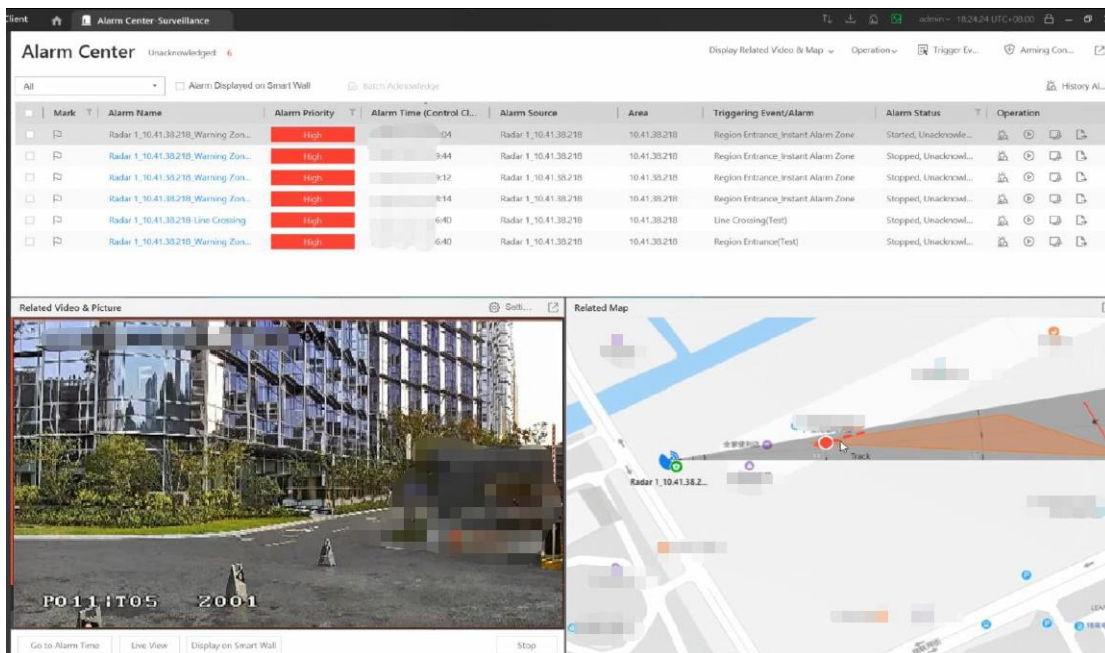 Client Alarm Center-Surveillance admin 18:24:24 UTC+08:00
Alarm Center Unacknowledged: 6 Display Related Video & Map Operation Trigger Ev... Arming Con...
All Alarm Displayed on Smart Wall Batch Acknowledge History Al...
Mark Alarm Name Alarm Priority Alarm Time (Control Cl... Alarm Source Area Triggering Event/Alarm Alarm Status Operation
Radar 1_10.41.38.218_Warning Zon... High :04 Radar 1_10.41.38.218 10.41.38.218 Region Entrance_Instant Alarm Zone Started, Unacknowle...
Radar 1_10.41.38.218_Warning Zon... High :44 Radar 1_10.41.38.218 10.41.38.218 Region Entrance_Instant Alarm Zone Stopped, Unacknowl...
Radar 1_10.41.38.218_Warning Zon... High :12 Radar 1_10.41.38.218 10.41.38.218 Region Entrance_Instant Alarm Zone Stopped, Unacknowl...
Radar 1_10.41.38.218_Warning Zon... High :14 Radar 1_10.41.38.218 10.41.38.218 Region Entrance_Instant Alarm Zone Stopped, Unacknowl...
Radar 1_10.41.38.218-Line Crossing High 6:40 Radar 1_10.41.38.218 10.41.38.218 Line Crossing(Test) Stopped, Unacknowl...
Radar 1_10.41.38.218_Warning Zon... High 6:40 Radar 1_10.41.38.218 10.41.38.218 Region Entrance(Test) Stopped, Unacknowl...
Related Video & Picture Setti... Related Map
Track
Radar 1_10.41.38.2...
P011:T05 2001
Go to Alarm Time Live View Display on Smart Wall Stop